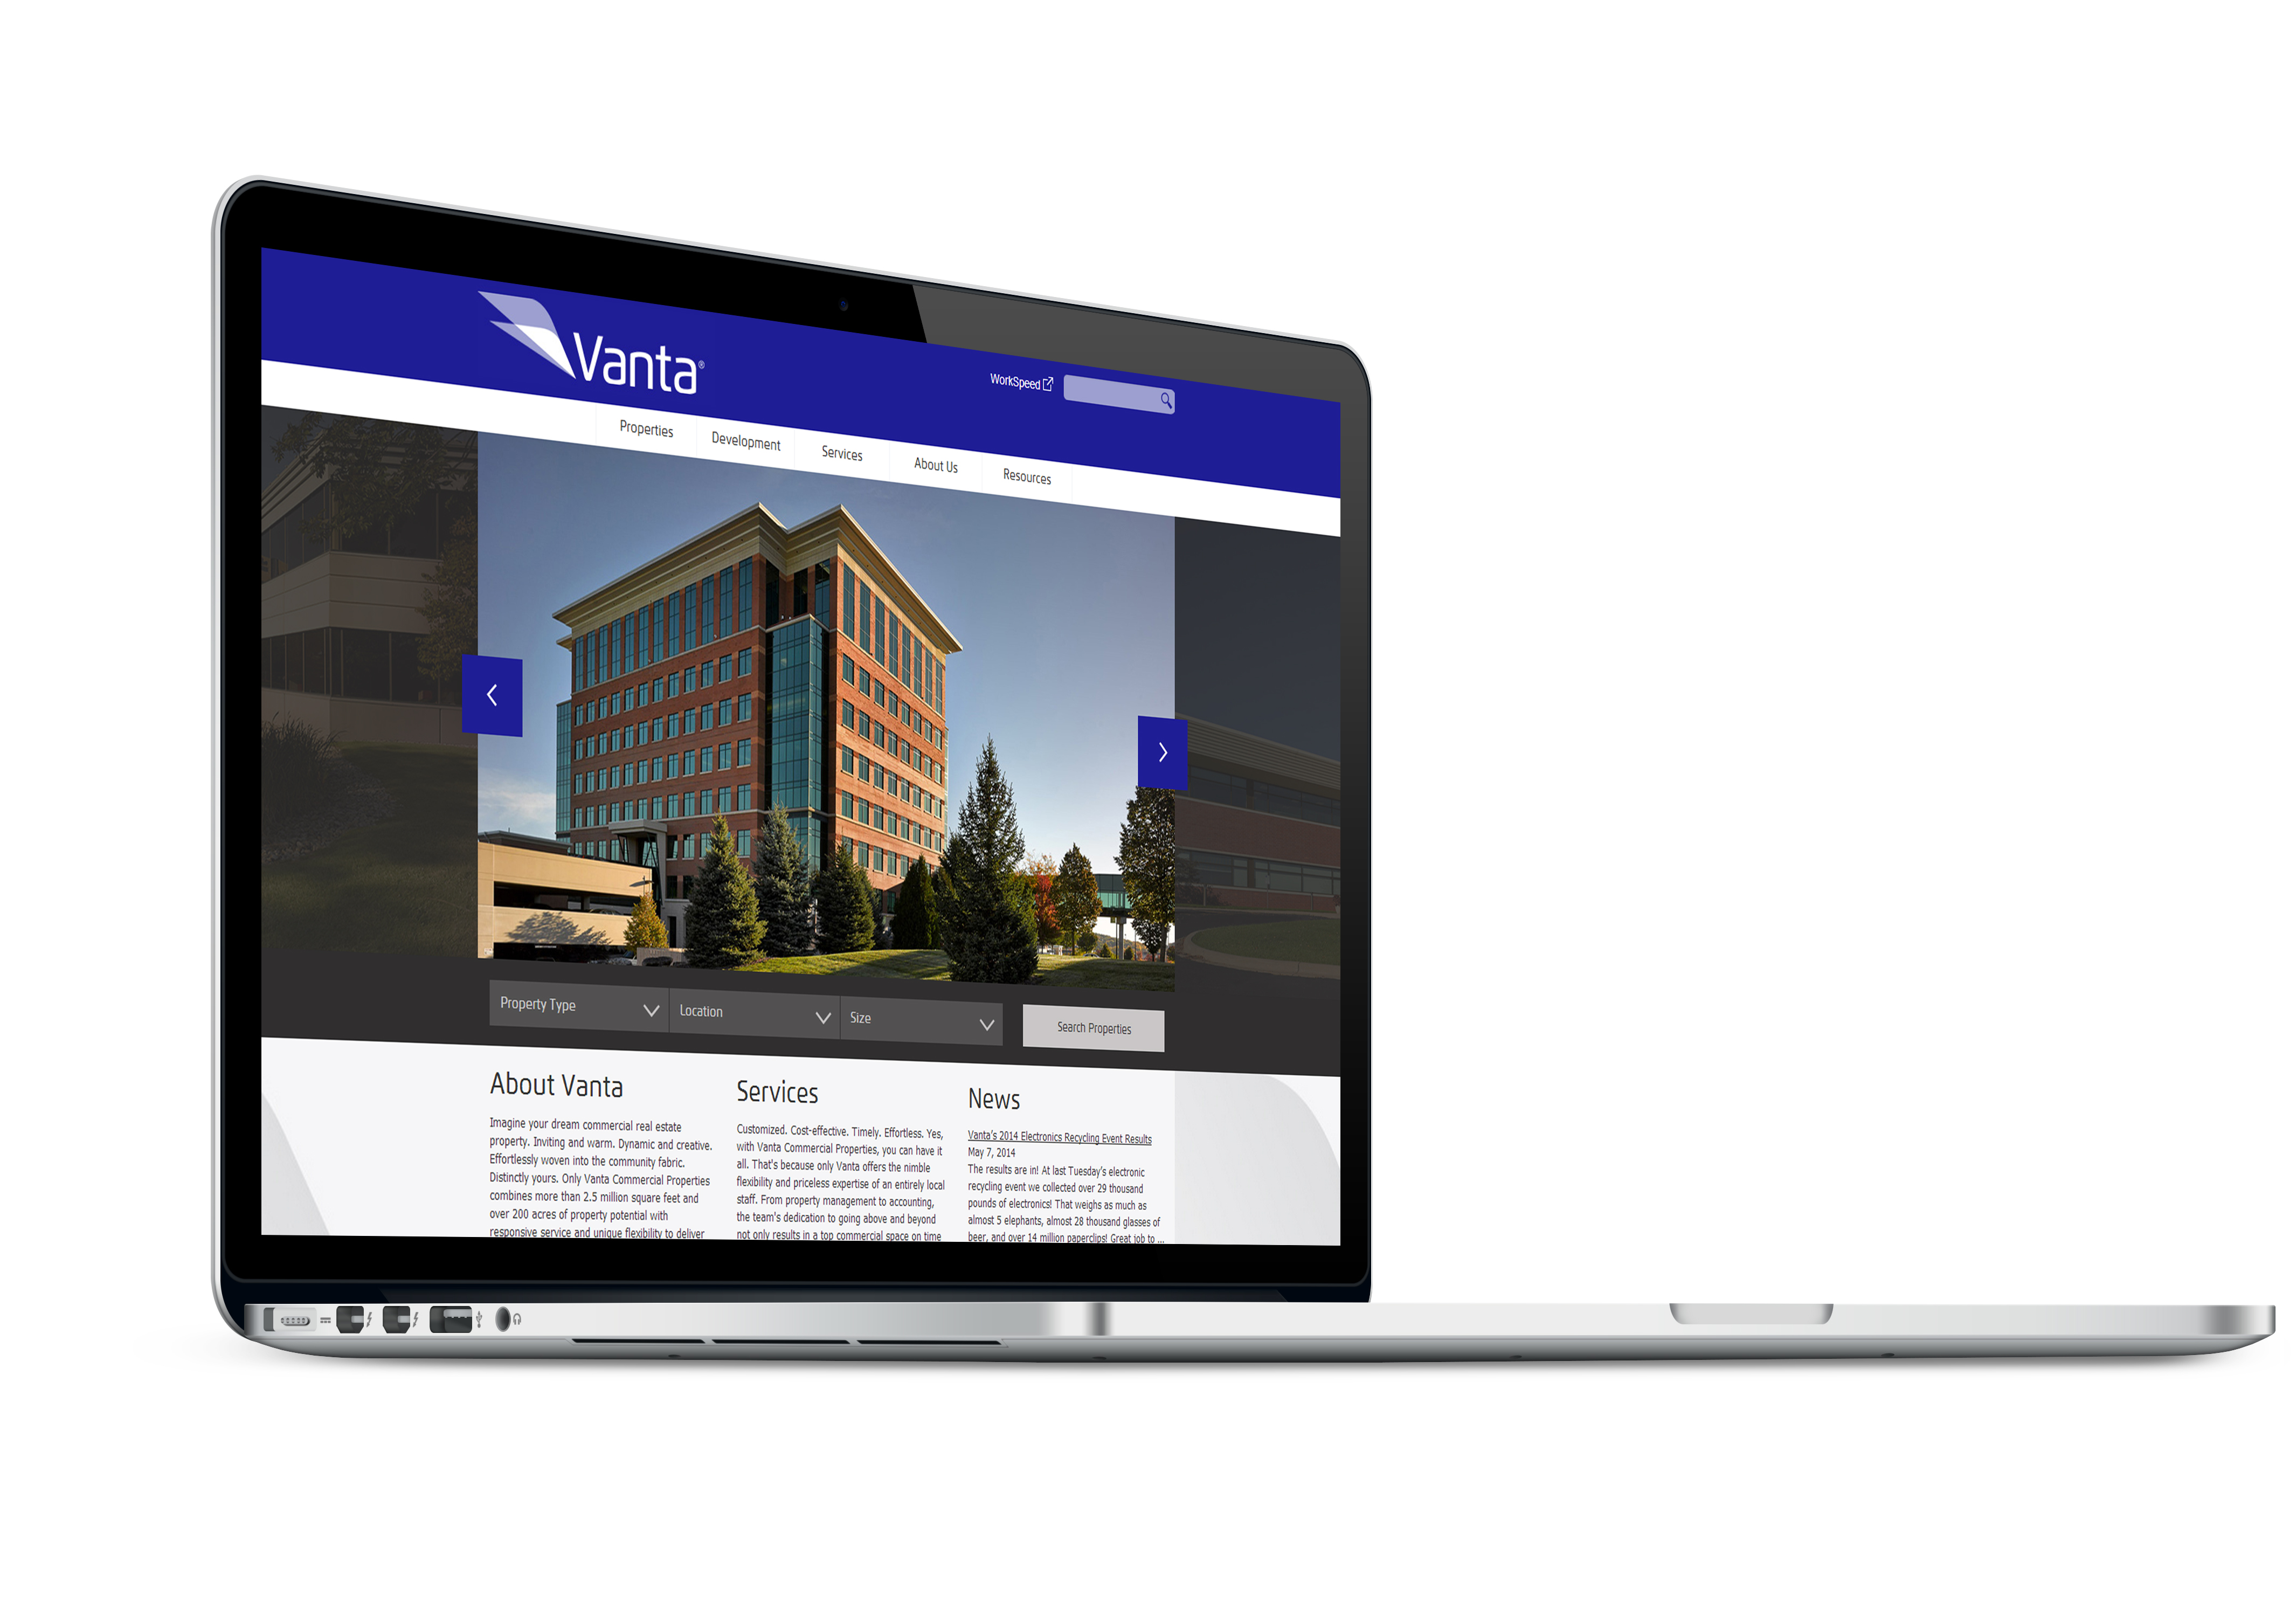 Vanta®
WorkSpeed
Properties
Development
Services
About Us
Resources
Property Type
Location
Size
Search Properties
About Vanta
Imagine your dream commercial real estate
property. Inviting and warm. Dynamic and creative.
Effortlessly woven into the community fabric.
Distinctly yours. Only Vanta Commercial Properties
combines more than 2.5 million square feet and
over 200 acres of property potential with
responsive service and unique flexibility to deliver
Services
Customized. Cost-effective. Timely. Effortless. Yes,
with Vanta Commercial Properties, you can have it
all. That's because only Vanta offers the nimble
flexibility and priceless expertise of an entirely local
staff. From property management to accounting,
the team's dedication to going above and beyond
not only results in a top commercial space on time
News
Vanta's 2014 Electronics Recycling Event Results
May 7, 2014
The results are in! At last Tuesday's electronic
recycling event we collected over 29 thousand
pounds of electronics! That weighs as much as
almost 5 elephants, almost 28 thousand glasses of
beer, and over 14 million paperclips! Great job to ...